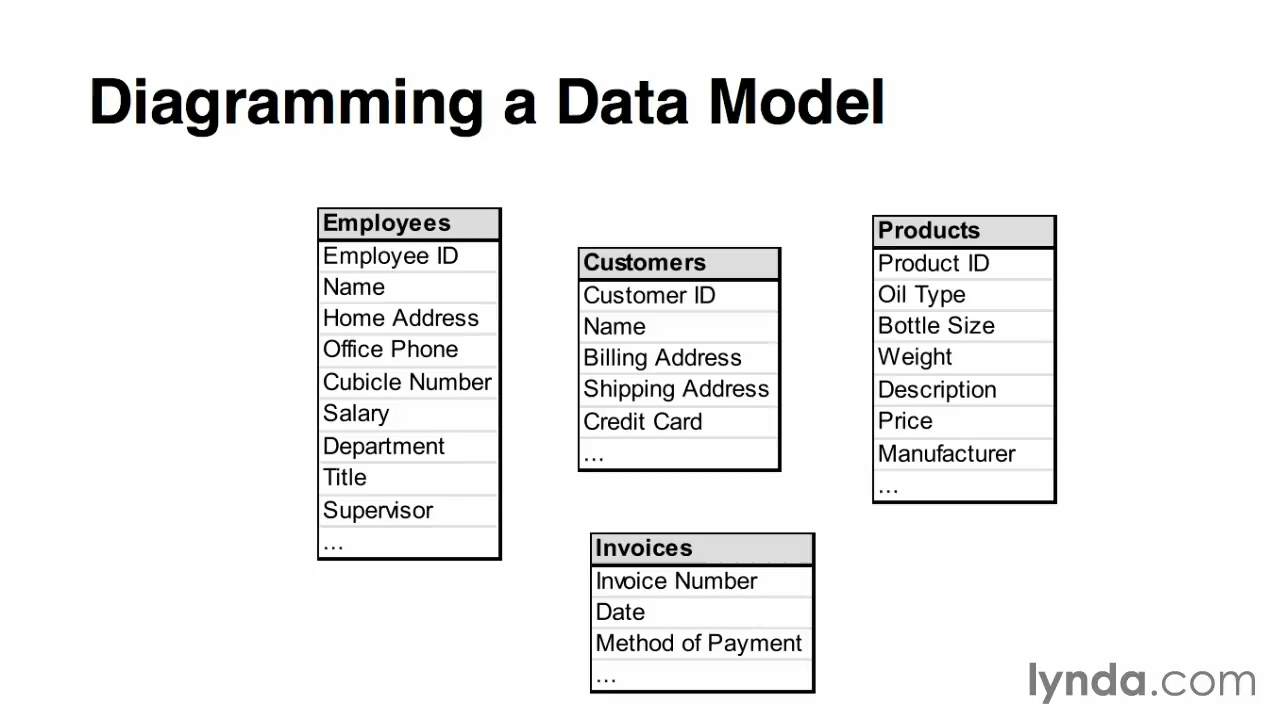 Diagramming a Data Model
Employees
Employee ID
Name
Home Address
Office Phone
Cubicle Number
Salary
Department
Title
Supervisor
...
Customers
Customer ID
Name
Billing Address
Shipping Address
Credit Card
...
Products
Product ID
Oil Type
Bottle Size
Weight
Description
Price
Manufacturer
...
Invoices
Invoice Number
Date
Method of Payment
...
lynda.com